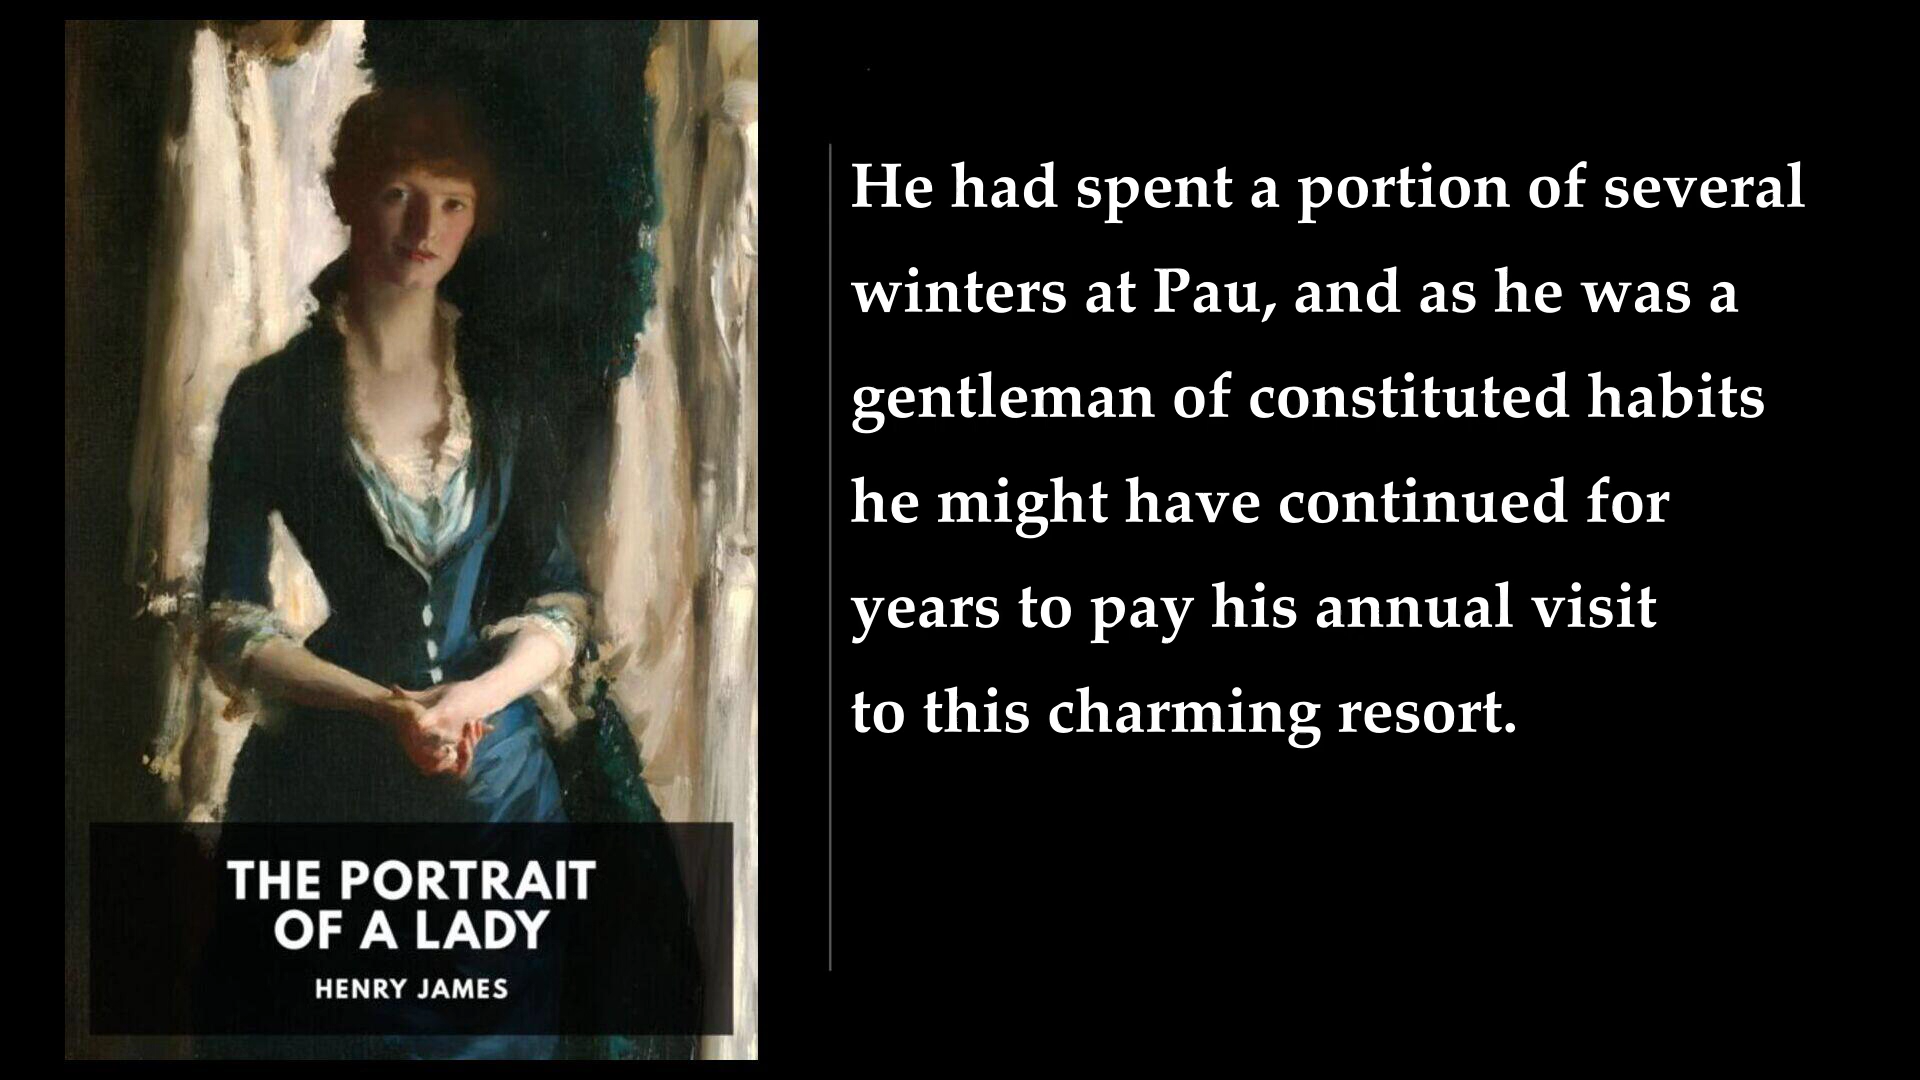 He had spent a portion of several
winters at Pau, and as he was a
gentleman of constituted habits
he might have continued for
years to pay his annual visit
to this charming resort.
THE PORTRAIT
OF A LADY
HENRY JAMES